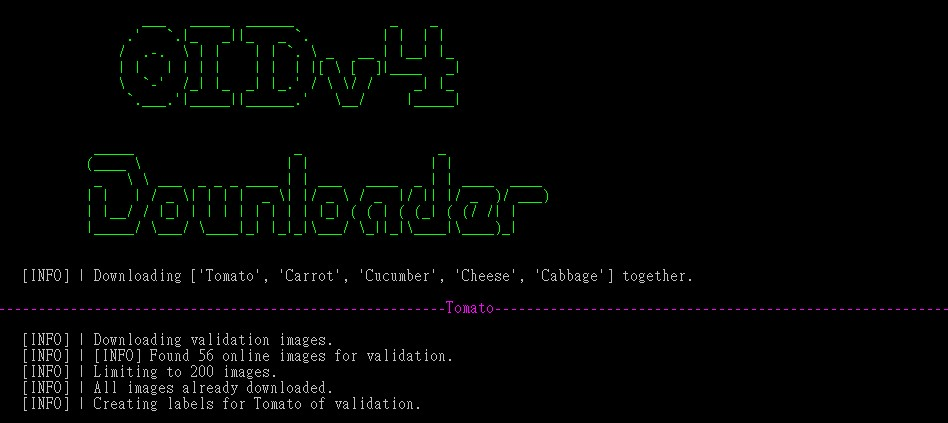 OIDv4
Downloader
[INFO] | Downloading ['Tomato', 'Carrot', 'Cucumber', 'Cheese', 'Cabbage'] together.
Tomato
[INFO] | Downloading validation images.
[INFO] | [INFO] Found 56 online images for validation.
[INFO] | Limiting to 200 images.
[INFO] | All images already downloaded.
[INFO] | Creating labels for Tomato of validation.